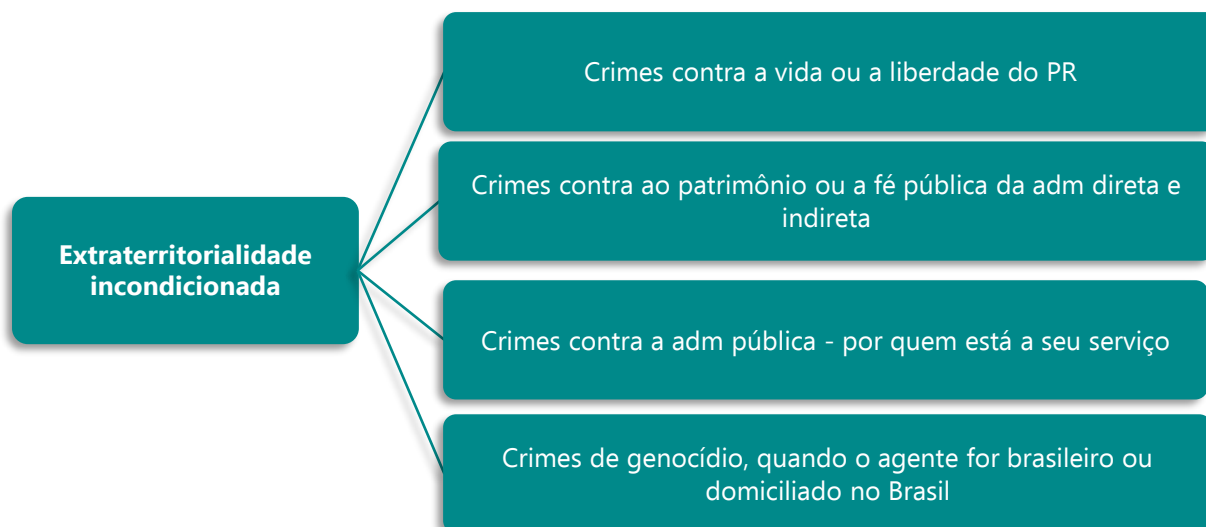 Extraterritorialidade
incondicionada
Crimes contra a vida ou a liberdade do PR
Crimes contra ao patrimônio ou a fé pública da adm direta e
indireta
Crimes contra a adm pública - por quem está a seu serviço
Crimes de genocídio, quando o agente for brasileiro ou
domiciliado no Brasil